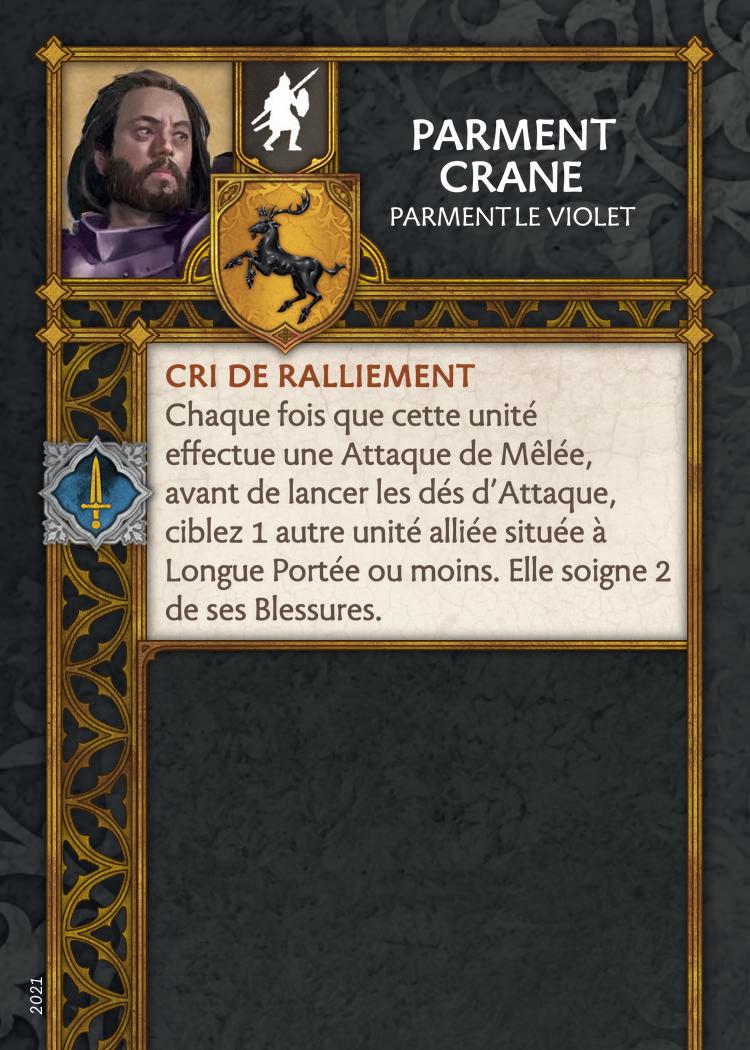 PARMENT
CRANE
PARMENT LE VIOLET
CRI DE RALLIEMENT
Chaque fois que cette unité
effectue une Attaque de Mêlée,
avant de lancer les dés d'Attaque,
ciblez 1 autre unité alliée située à
Longue Portée ou moins. Elle soigne 2
de ses Blessures.
2021